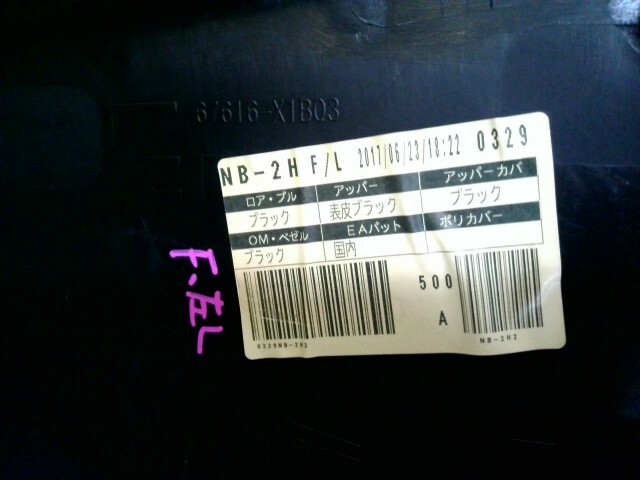 67616-X1B03
NB-2H F/L 2017/06/23/18:22 0329
ロア・プル アッパー アッパーカバ
ブラック 表皮ブラック ブラック
OM・ベゼル EAパット ポリカバー
ブラック 国内
500
A
0329NB-2H2
NB-2H2
F、左L